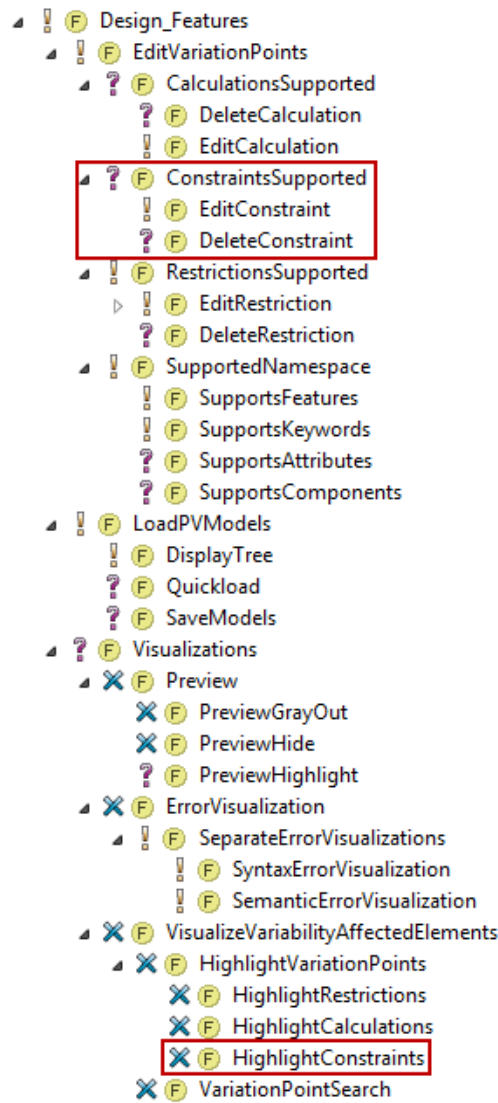 F Design_Features
F EditVariationPoints
? F CalculationsSupported
? F DeleteCalculation
! F EditCalculation
? F ConstraintsSupported
! F EditConstraint
? F DeleteConstraint
! F RestrictionsSupported
! F EditRestriction
? F DeleteRestriction
! F SupportedNamespace
! F SupportsFeatures
! F SupportsKeywords
? F SupportsAttributes
? F SupportsComponents
! F LoadPVModels
! F DisplayTree
? F Quickload
? F SaveModels
? F Visualizations
F Preview
F PreviewGrayOut
F PreviewHide
? F PreviewHighlight
F ErrorVisualization
! F SeparateErrorVisualizations
! F SyntaxErrorVisualization
! F SemanticErrorVisualization
F VisualizeVariabilityAffectedElements
F HighlightVariationPoints
F HighlightRestrictions
F HighlightCalculations
F HighlightConstraints
F VariationPointSearch